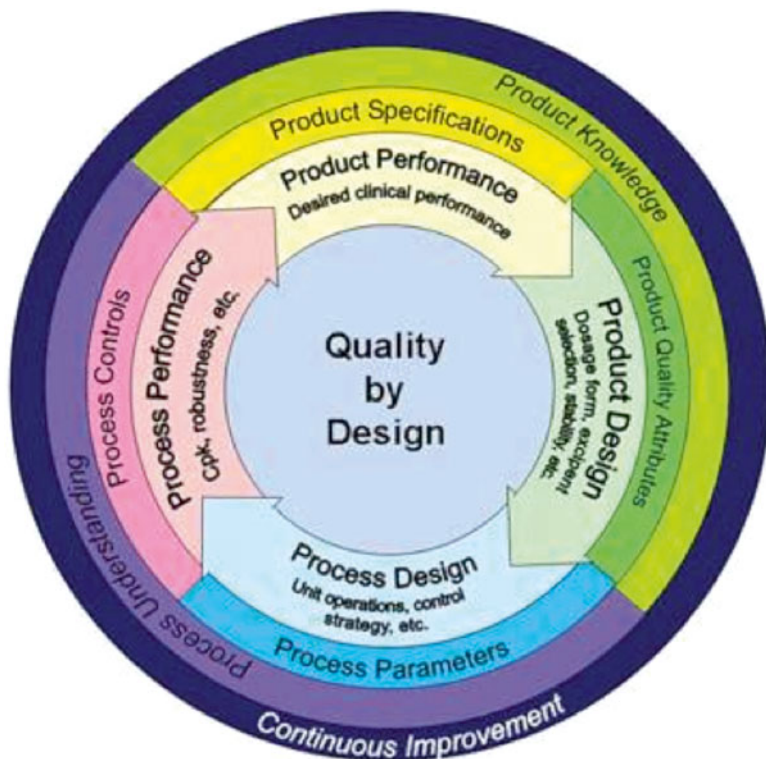 Product Knowledge
Product Specifications
Product Performance
Desired clinical performance
Product Quality Attributes
Product Design
Dosage form, excipent
selection, stability, etc.
Quality
by
Design
Process Design
Unit operations, control
strategy, etc.
Process Parameters
Process Performance
Cpk, robustness, etc.
Process Controls
Process Understanding
Continuous Improvement